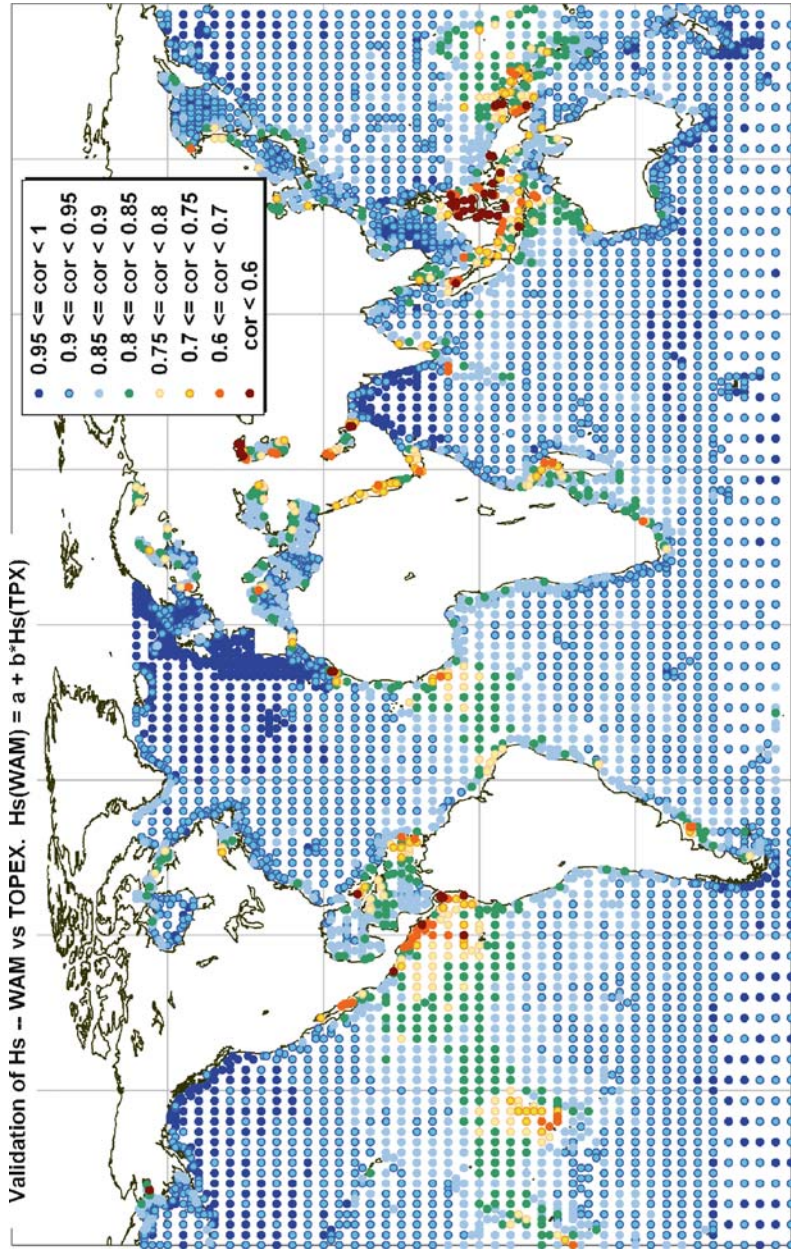 Validation of Hs -- WAM vs TOPEX. Hs(WAM) = a + b*Hs(TPX)
0.95 <= cor < 1
0.9 <= cor < 0.95
0.85 <= cor < 0.9
0.8 <= cor < 0.85
0.75 <= cor < 0.8
0.7 <= cor < 0.75
0.6 <= cor < 0.7
cor < 0.6